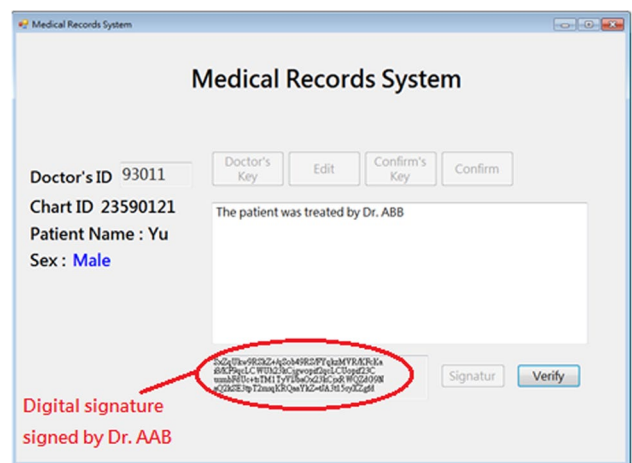 Medical Records System
Medical Records System
Doctor's ID 93011
Doctor's Key
Edit
Confirm's Key
Confirm
Chart ID 23590121
Patient Name : Yu
Sex : Male
The patient was treated by Dr. ABB
Signatur
Verify
Digital signature
signed by Dr. AAB